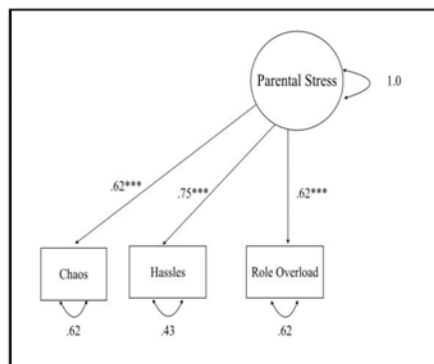 Parental Stress
1.0
.62***
.75***
.62***
Chaos
Hassles
Role Overload
.62
.43
.62